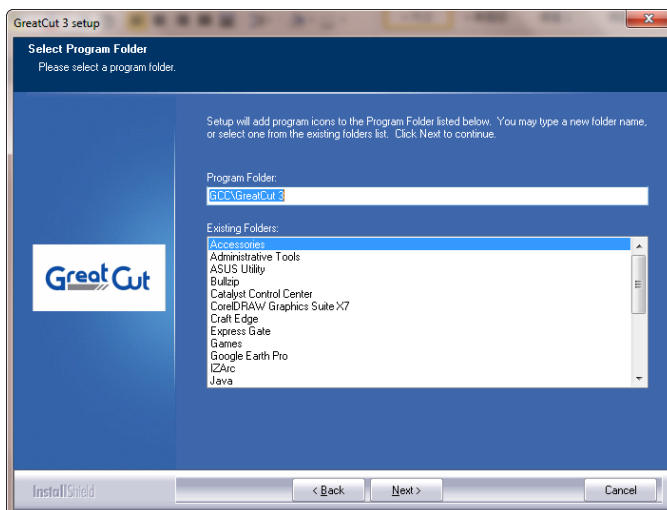 GreatCut 3 setup
Select Program Folder
Please select a program folder.
Setup will add program icons to the Program Folder listed below. You may type a new folder name,
or select one from the existing folders list. Click Next to continue.
Program Folder:
GCC\GreatCut 3
Existing Folders:
Accessories
Administrative Tools
ASUS Utility
Bullzip
Catalyst Control Center
CorelDRAW Graphics Suite X7
Craft Edge
Express Gate
Games
Google Earth Pro
IZArc
Java
Great Cut
InstallShield
< Back
Next >
Cancel